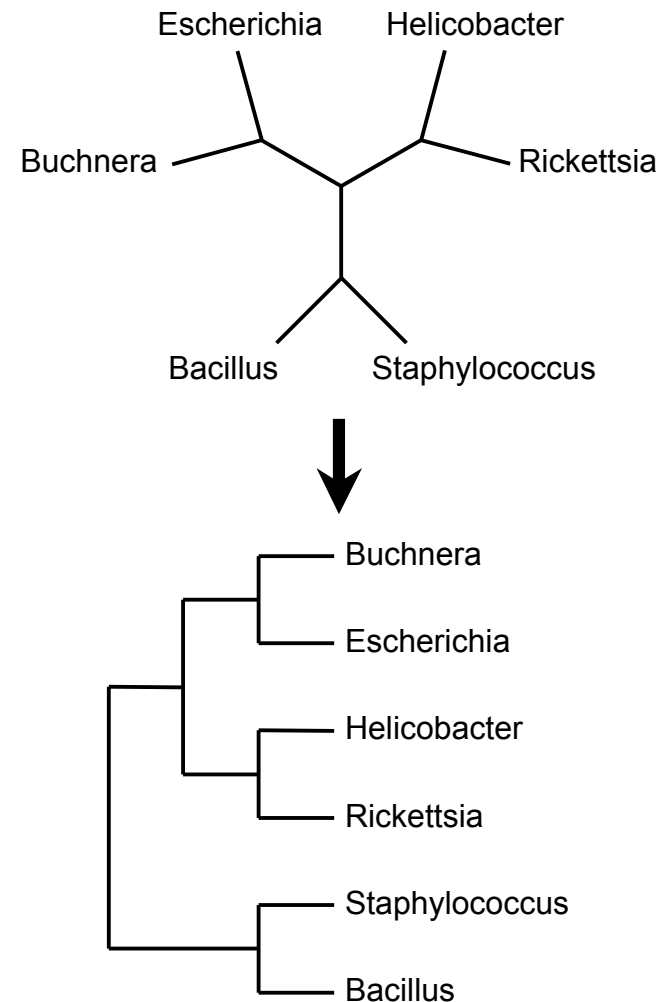 Escherichia Helicobacter
Buchnera Rickettsia
Bacillus Staphylococcus
Buchnera
Escherichia
Helicobacter
Rickettsia
Staphylococcus
Bacillus